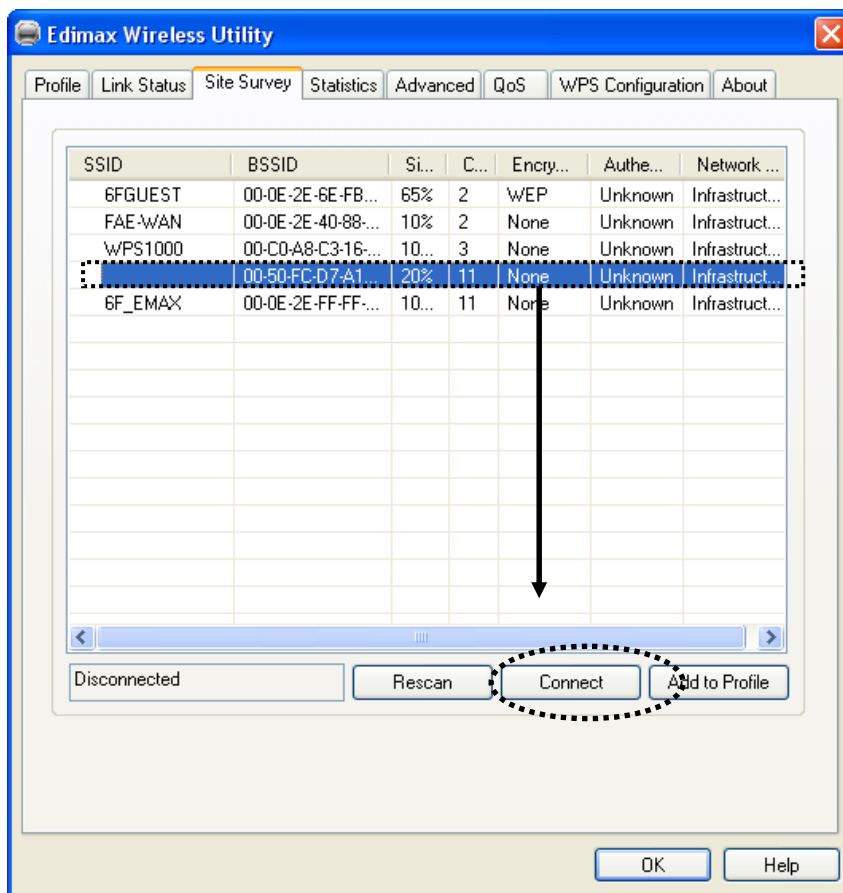 Edimax Wireless Utility
Profile Link Status Site Survey Statistics Advanced QoS WPS Configuration About
SSID BSSID Si... C... Encry... Authe... Network ...
6FGUEST 00-0E-2E-6E-FB... 65% 2 WEP Unknown Infrastruct...
FAE-WAN 00-0E-2E-40-88-... 10% 2 None Unknown Infrastruct...
WPS1000 00-C0-A8-C3-16-... 10... 3 None Unknown Infrastruct...
00-50-FC-D7-A1... 20% 11 None Unknown Infrastruct...
6F_EMAX 00-0E-2E-FF-FF-... 10... 11 None Unknown Infrastruct...
Disconnected Rescan Connect Add to Profile
OK Help